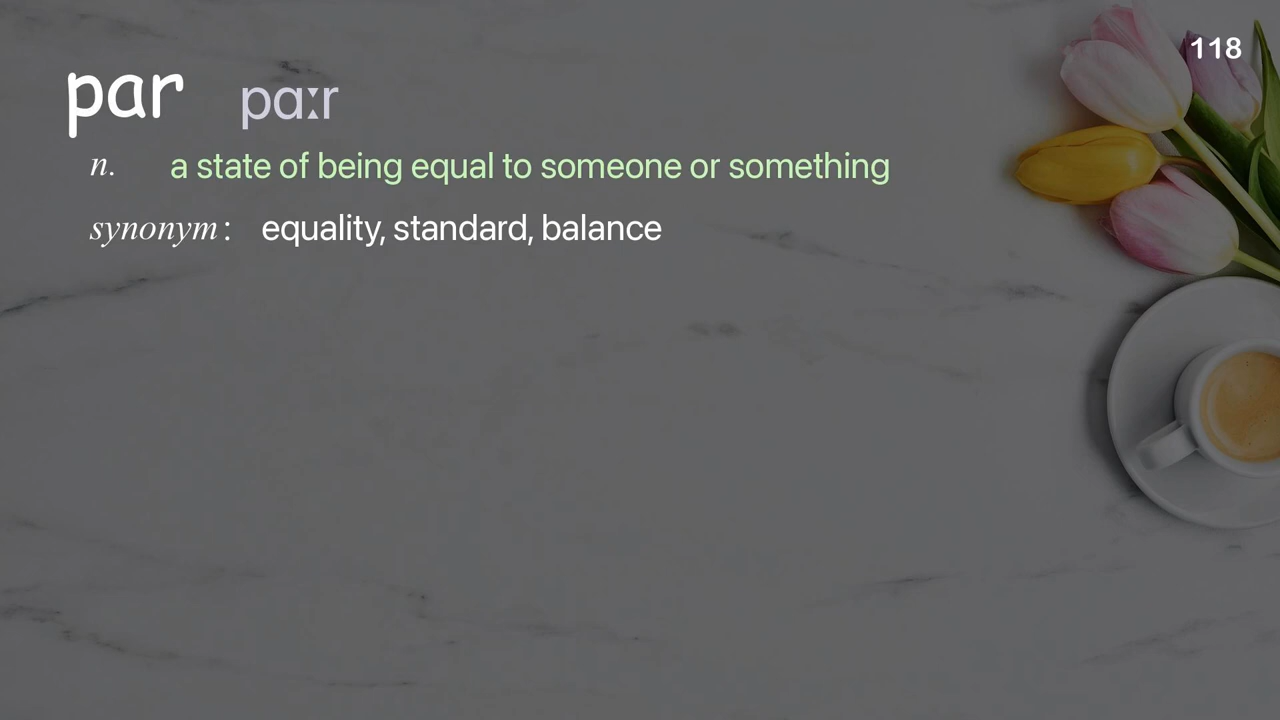 118
par pɑːr
n. a state of being equal to someone or something
synonym: equality, standard, balance